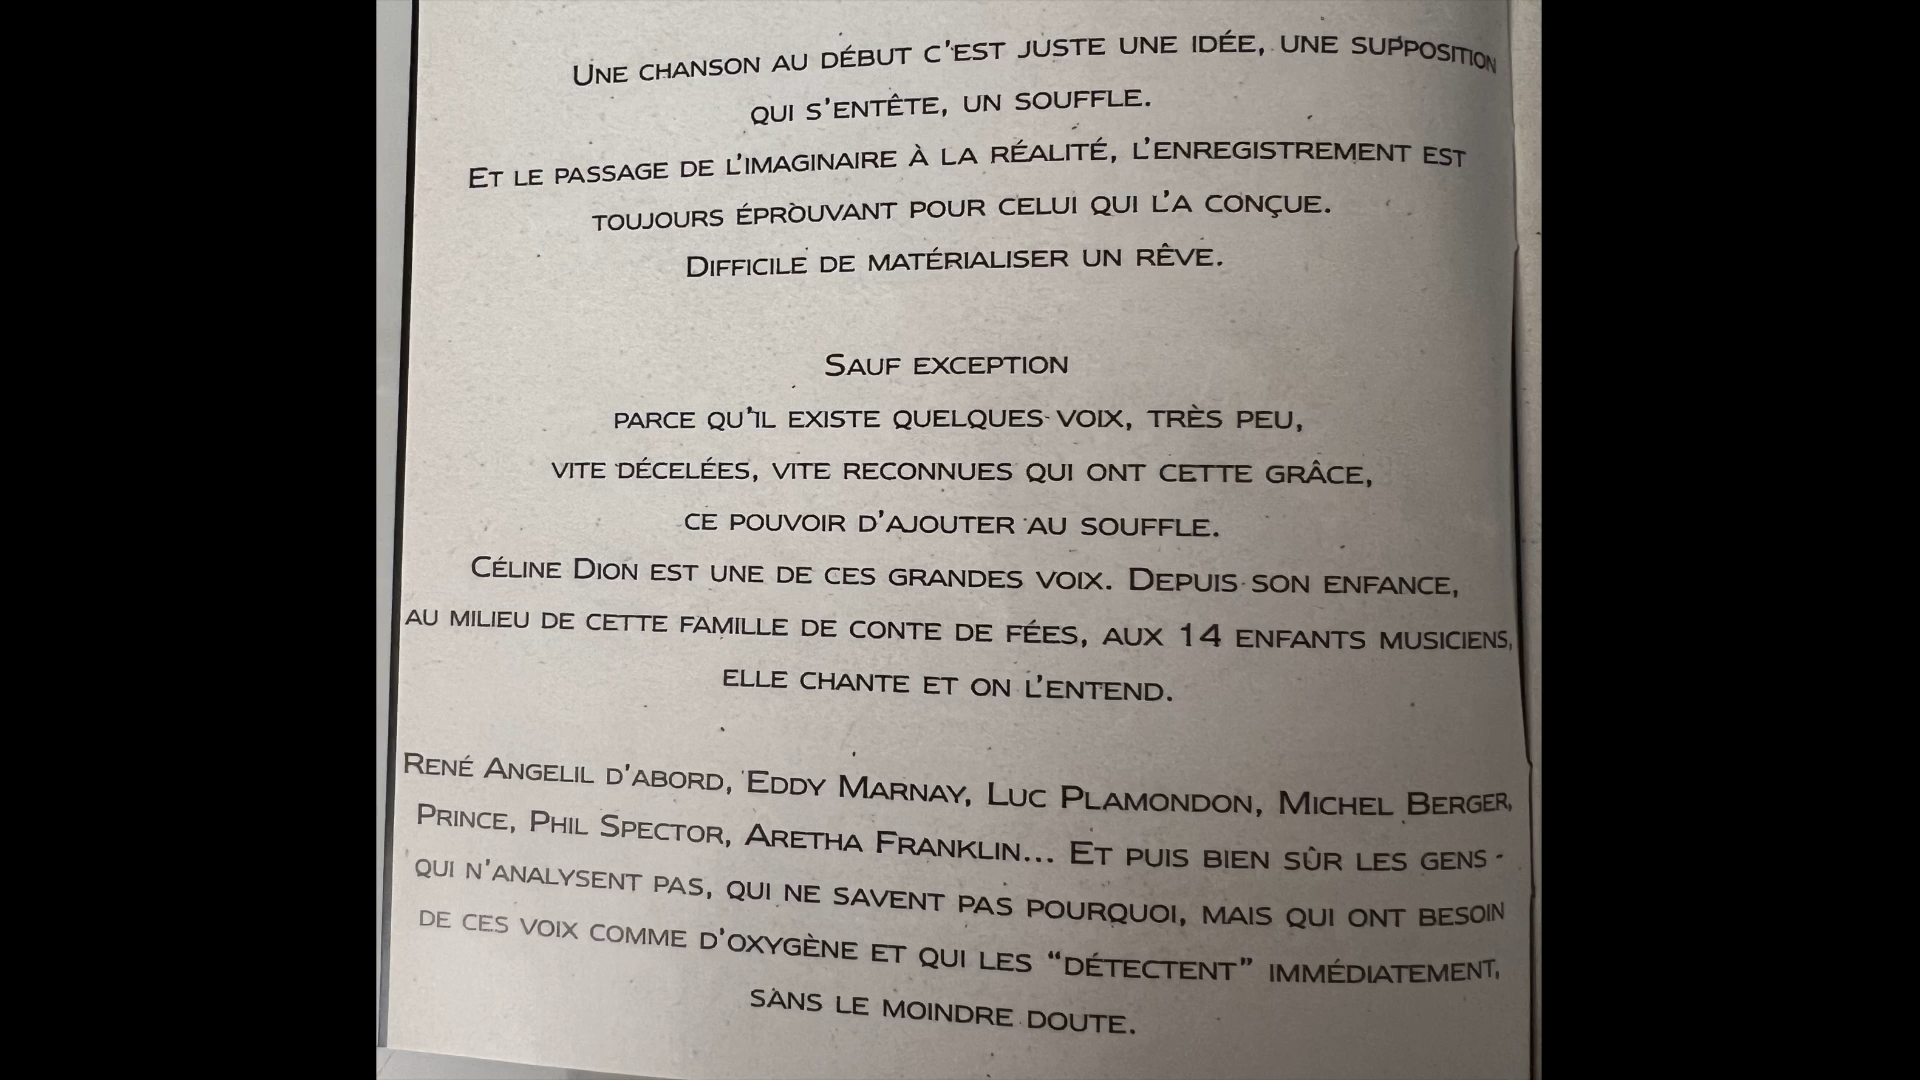 Une chanson au début c'est juste une idée, une supposition
qui s'entête, un souffle.
Et le passage de l'imaginaire à la réalité, l'enregistrement est
toujours éprouvant pour celui qui l'a conçue.
Difficile de matérialiser un rêve.
Sauf exception
parce qu'il existe quelques voix, très peu,
vite décelées, vite reconnues qui ont cette grâce,
ce pouvoir d'ajouter au souffle.
Céline Dion est une de ces grandes voix. Depuis son enfance,
au milieu de cette famille de conte de fées, aux 14 enfants musiciens,
elle chante et on l'entend.
René Angelil d'abord, Eddy Marnay, Luc Plamondon, Michel Berger,
Prince, Phil Spector, Aretha Franklin... Et puis bien sûr les gens
qui n'analysent pas, qui ne savent pas pourquoi, mais qui ont besoin
de ces voix comme d'oxygène et qui les “détectent” immédiatement,
sans le moindre doute.